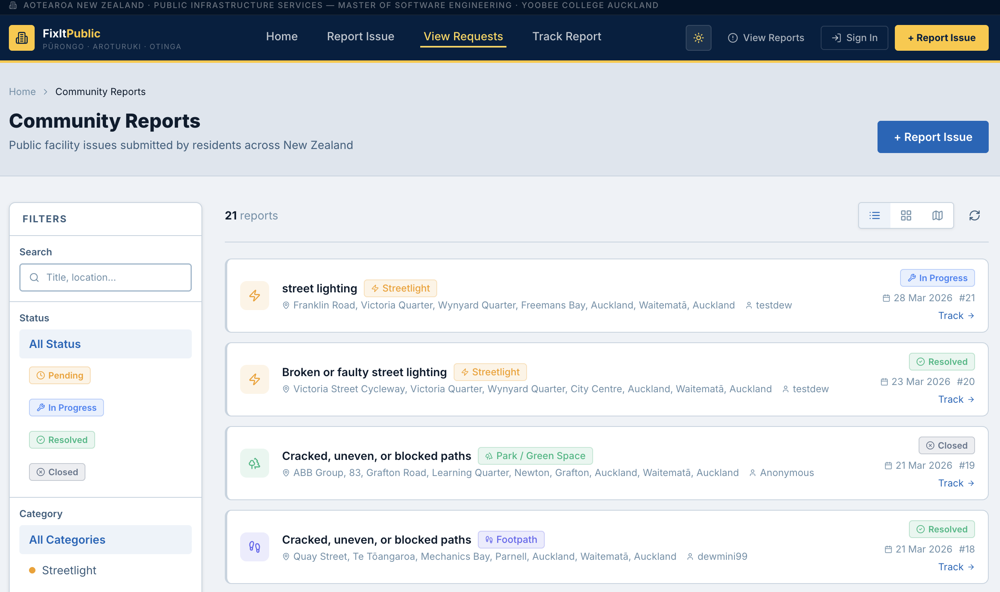 AOTEAROA NEW ZEALAND · PUBLIC INFRASTRUCTURE SERVICES — MASTER OF SOFTWARE ENGINEERING · YOOBEE COLLEGE AUCKLAND
FixItPublic
PŪRONGO · AROTURUKI · OTINGA
Home
Report Issue
View Requests
Track Report
View Reports
Sign In
+ Report Issue
Home > Community Reports
Community Reports
Public facility issues submitted by residents across New Zealand
+ Report Issue
FILTERS
Search
Title, location...
Status
All Status
Pending
In Progress
Resolved
Closed
Category
All Categories
Streetlight
21 reports
street lighting Streetlight
Franklin Road, Victoria Quarter, Wynyard Quarter, Freemans Bay, Auckland, Waitematā, Auckland testdew
In Progress
28 Mar 2026 #21
Track →
Broken or faulty street lighting Streetlight
Victoria Street Cycleway, Victoria Quarter, Wynyard Quarter, City Centre, Auckland, Waitematā, Auckland testdew
Resolved
23 Mar 2026 #20
Track →
Cracked, uneven, or blocked paths Park / Green Space
ABB Group, 83, Grafton Road, Learning Quarter, Newton, Grafton, Auckland, Waitematā, Auckland Anonymous
Closed
21 Mar 2026 #19
Track →
Cracked, uneven, or blocked paths Footpath
Quay Street, Te Tōangaroa, Mechanics Bay, Parnell, Auckland, Waitematā, Auckland dewmini99
Resolved
21 Mar 2026 #18
Track →